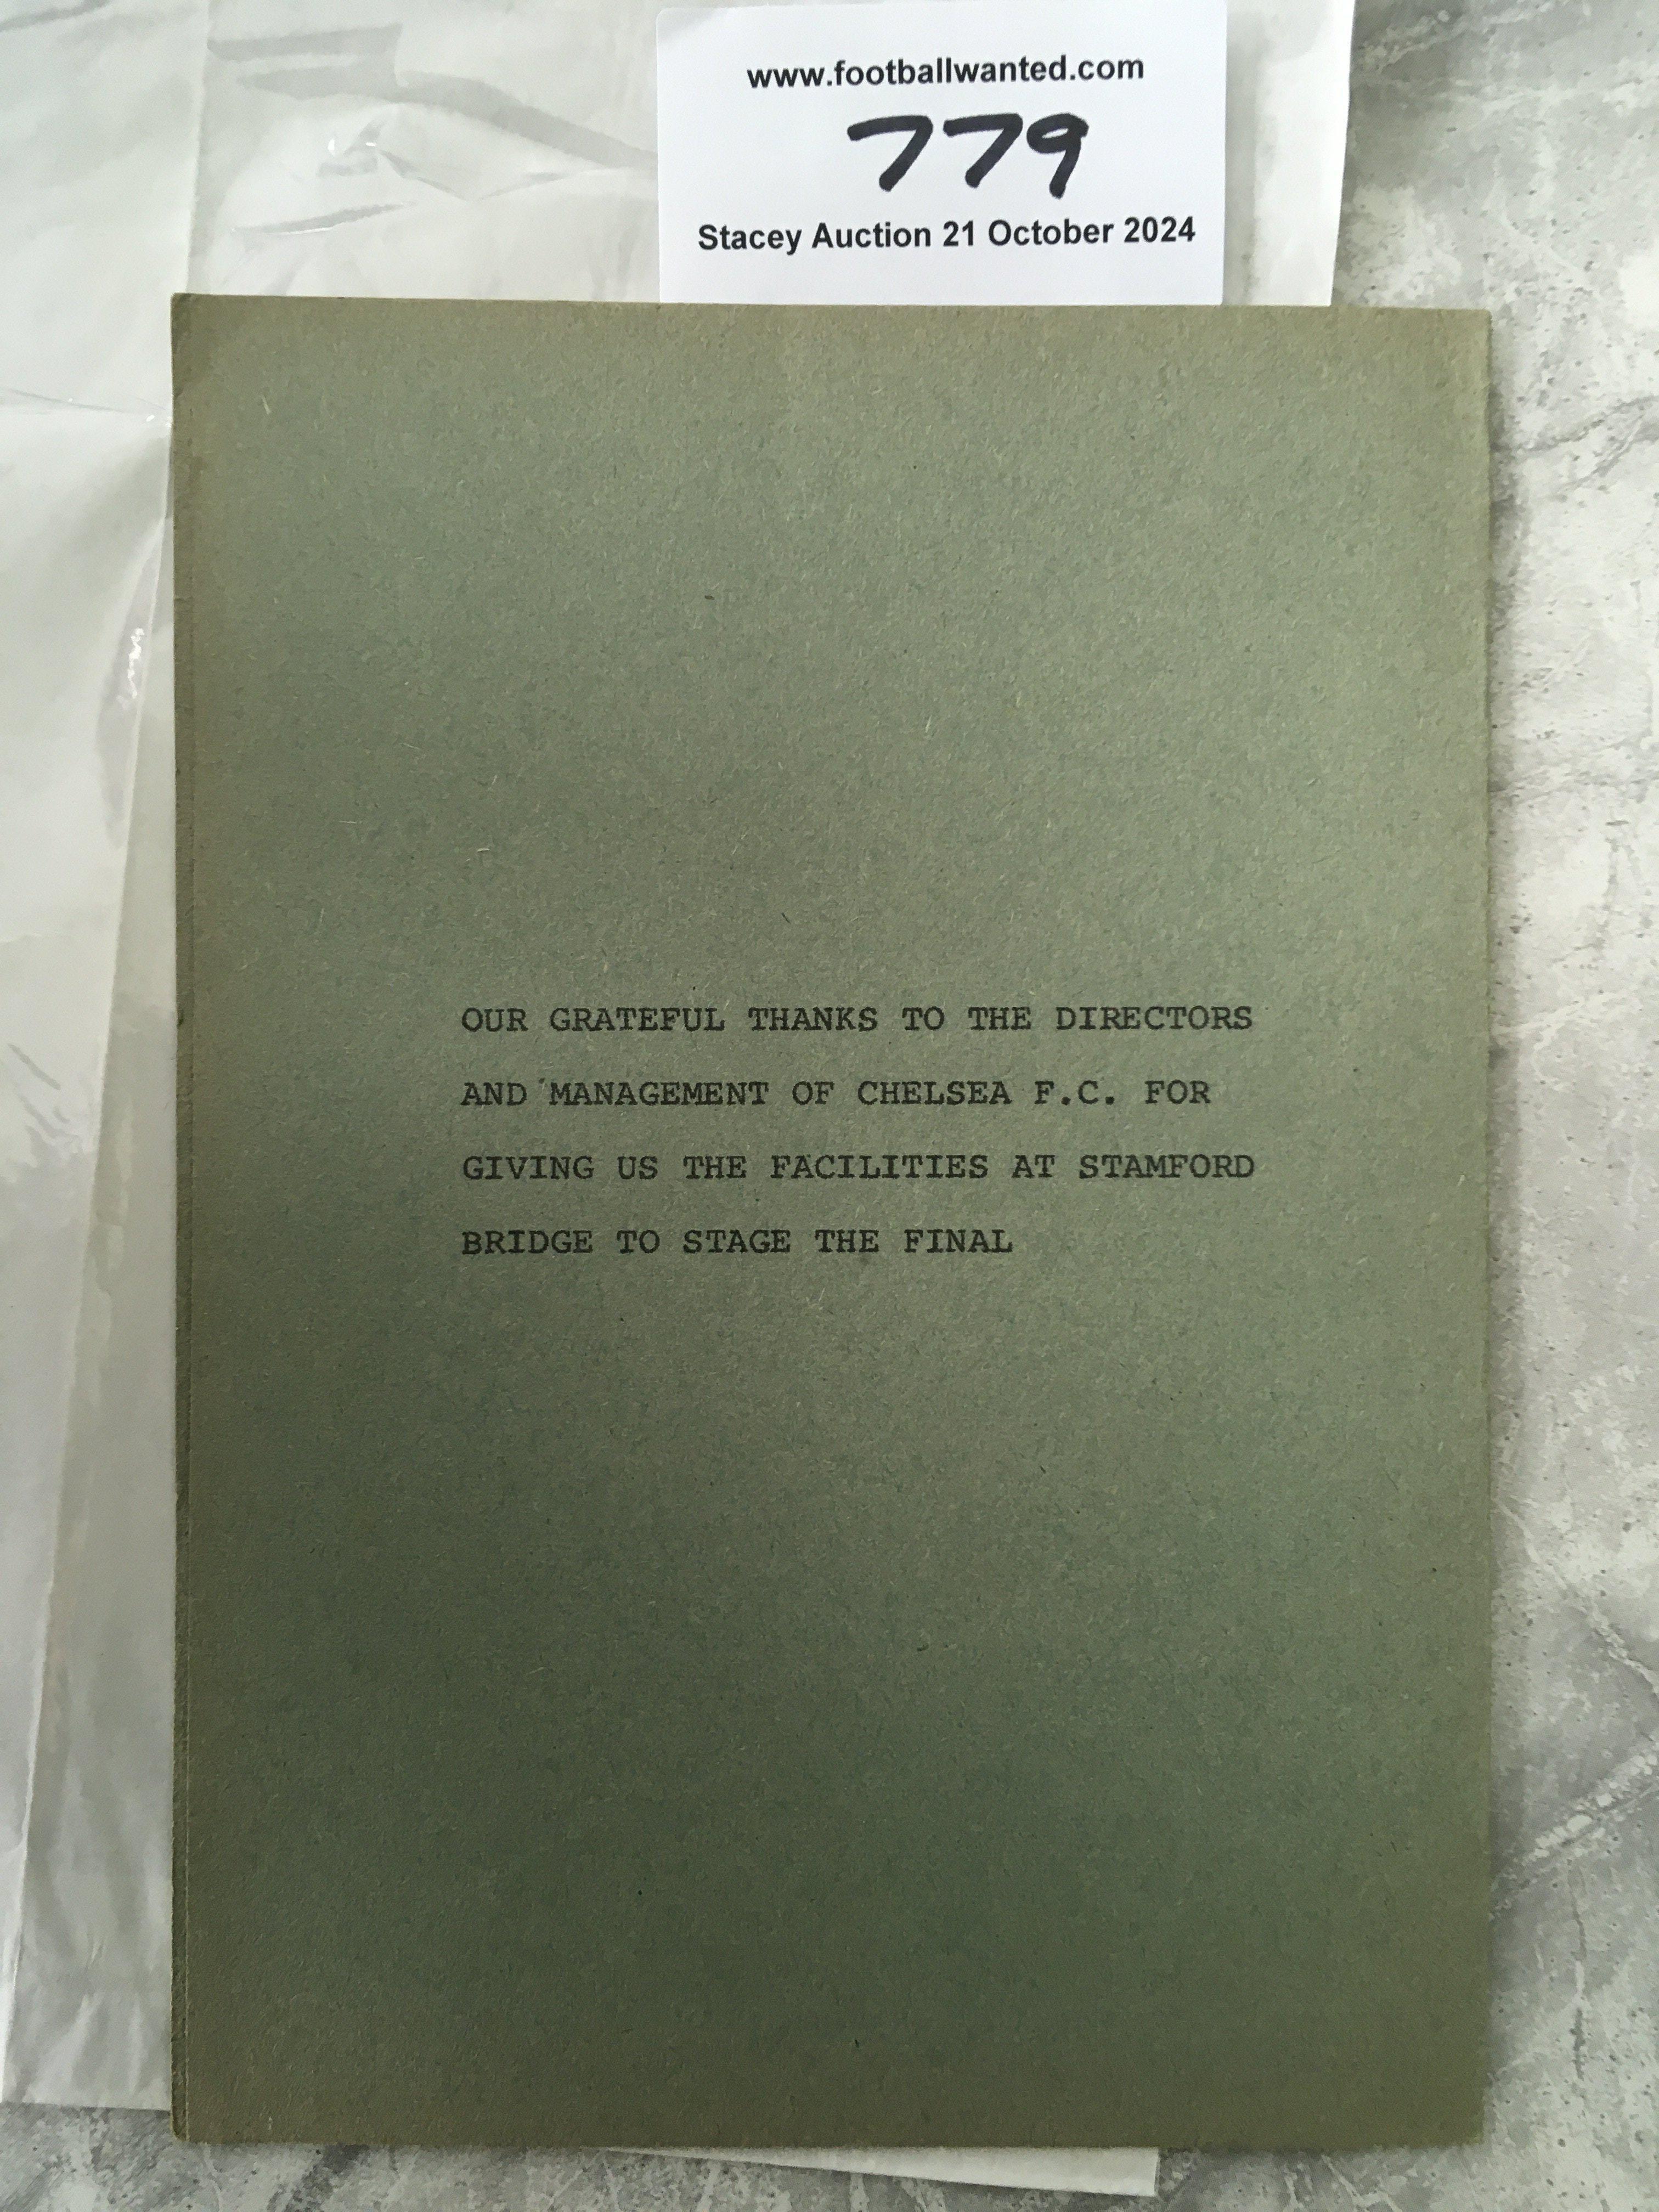 www.footballwanted.com
779
Stacey Auction 21 October 2024
OUR GRATEFUL THANKS TO THE DIRECTORS
AND MANAGEMENT OF CHELSEA F.C. FOR
GIVING US THE FACILITIES AT STAMFORD
BRIDGE TO STAGE THE FINAL